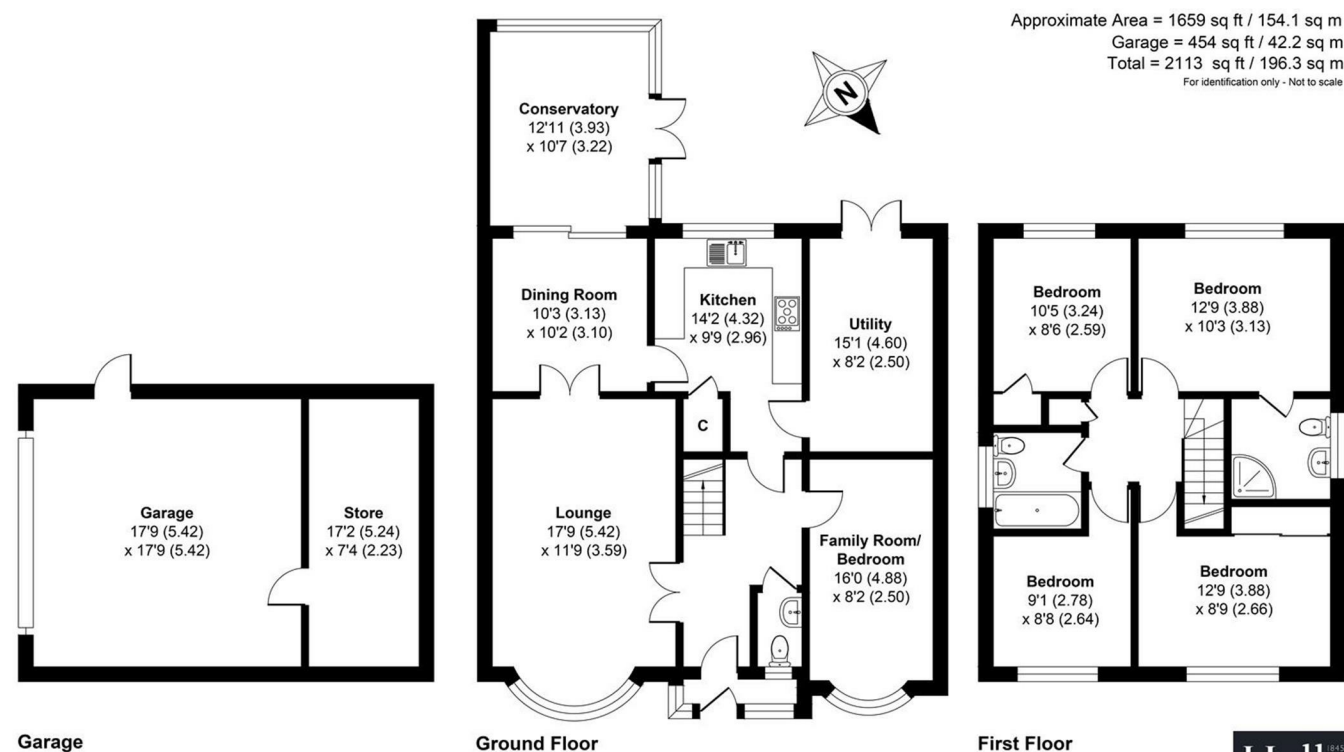 Approximate Area = 1659 sq ft / 154.1 sq m
Garage = 454 sq ft / 42.2 sq m
Total = 2113 sq ft / 196.3 sq m
For identification only - Not to scale
N
Conservatory
12'11 (3.93)
x 10'7 (3.22)
Dining Room
10'3 (3.13)
x 10'2 (3.10)
Kitchen
14'2 (4.32)
x 9'9 (2.96)
Utility
15'1 (4.60)
x 8'2 (2.50)
C
Lounge
17'9 (5.42)
x 11'9 (3.59)
Family Room/
Bedroom
16'0 (4.88)
x 8'2 (2.50)
Garage
17'9 (5.42)
x 17'9 (5.42)
Store
17'2 (5.24)
x 7'4 (2.23)
Bedroom
10'5 (3.24)
x 8'6 (2.59)
Bedroom
12'9 (3.88)
x 10'3 (3.13)
Bedroom
9'1 (2.78)
x 8'8 (2.64)
Bedroom
12'9 (3.88)
x 8'9 (2.66)
Garage
Ground Floor
First Floor